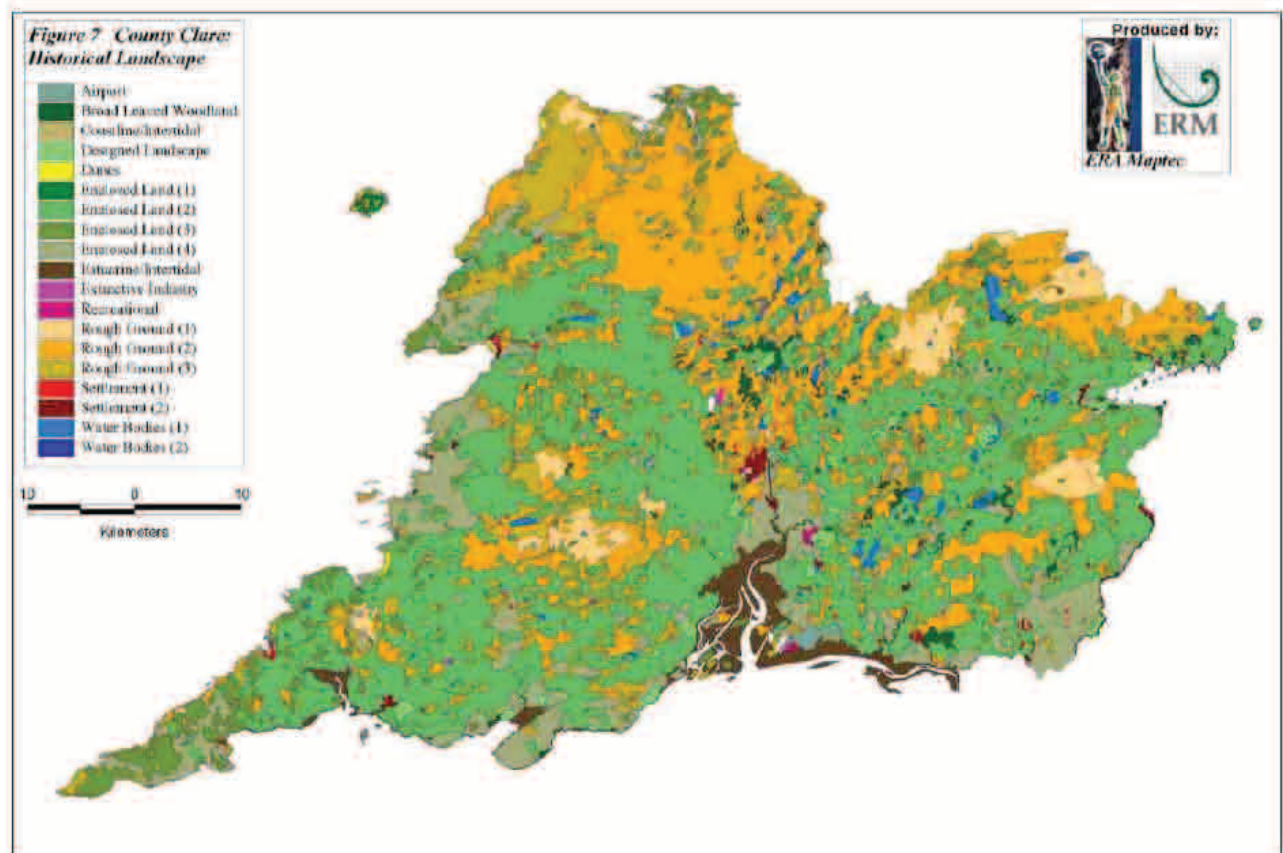 Figure 7 County Clare:
Historical Landscape
Airport
Broad Leaved Woodland
Coastline/Intertidal
Designed Landscape
Dunes
Enclosed Land (1)
Enclosed Land (2)
Enclosed Land (3)
Enclosed Land (4)
Estuarine/Intertidal
Extractive Industry
Recreational
Rough Ground (1)
Rough Ground (2)
Rough Ground (3)
Settlement (1)
Settlement (2)
Water Bodies (1)
Water Bodies (2)
10 0 10
Kilometers
Produced by:
ERM
ERA Maptec